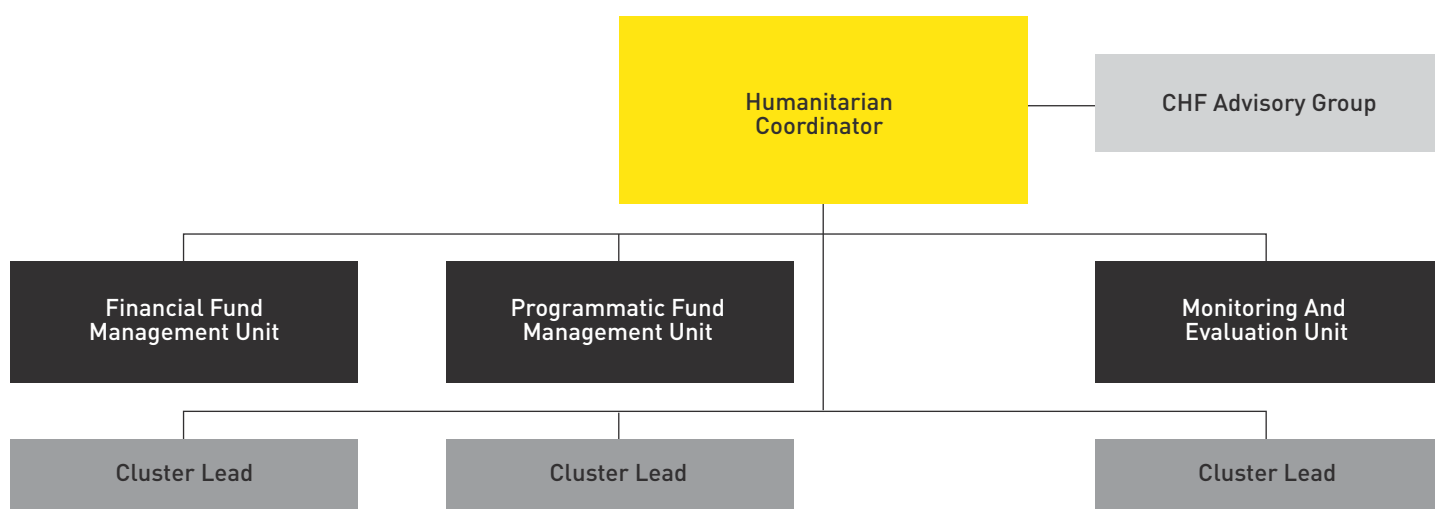 Humanitarian
Coordinator
CHF Advisory Group
Financial Fund
Management Unit
Programmatic Fund
Management Unit
Monitoring And
Evaluation Unit
Cluster Lead
Cluster Lead
Cluster Lead